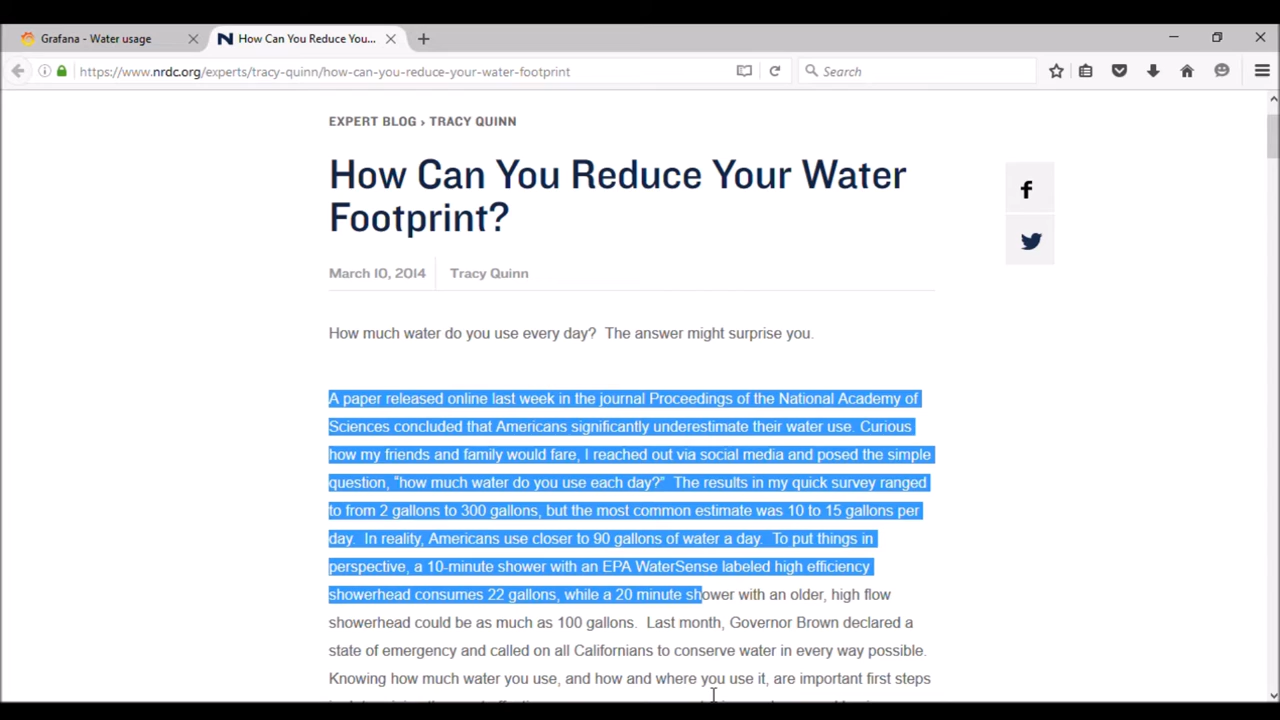 Grafana - Water usage
How Can You Reduce You...
https://www.nrdc.org/experts/tracy-quinn/how-can-you-reduce-your-water-footprint
Search
EXPERT BLOG › TRACY QUINN
How Can You Reduce Your Water
Footprint?
March 10, 2014
Tracy Quinn
How much water do you use every day?  The answer might surprise you.
A paper released online last week in the journal Proceedings of the National Academy of
Sciences concluded that Americans significantly underestimate their water use. Curious
how my friends and family would fare, I reached out via social media and posed the simple
question, “how much water do you use each day?”  The results in my quick survey ranged
to from 2 gallons to 300 gallons, but the most common estimate was 10 to 15 gallons per
day.  In reality, Americans use closer to 90 gallons of water a day.  To put things in
perspective, a 10-minute shower with an EPA WaterSense labeled high efficiency
showerhead consumes 22 gallons, while a 20 minute shower with an older, high flow
showerhead could be as much as 100 gallons.  Last month, Governor Brown declared a
state of emergency and called on all Californians to conserve water in every way possible.
Knowing how much water you use, and how and where you use it, are important first steps